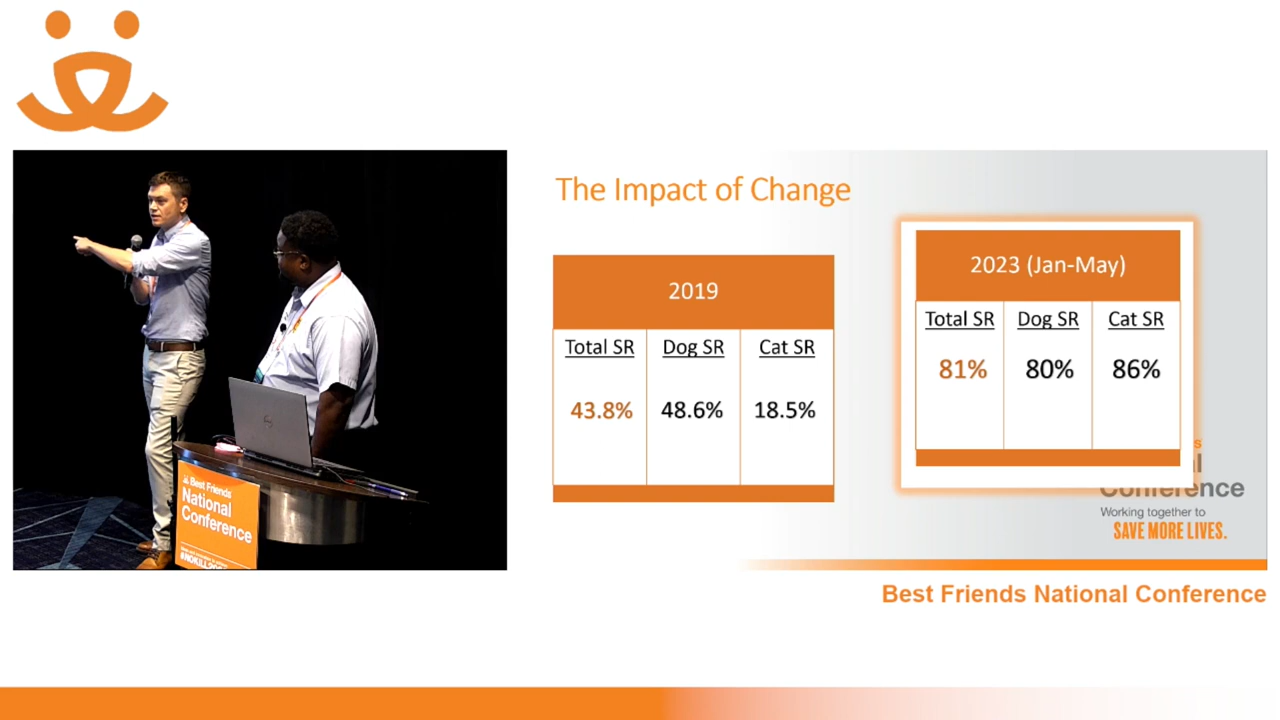 The Impact of Change
2019
Total SR Dog SR Cat SR
43.8% 48.6% 18.5%
2023 (Jan-May)
Total SR Dog SR Cat SR
81% 80% 86%
Conference
Working together to
SAVE MORE LIVES.
Best Friends
National
Conference
Best Friends National Conference